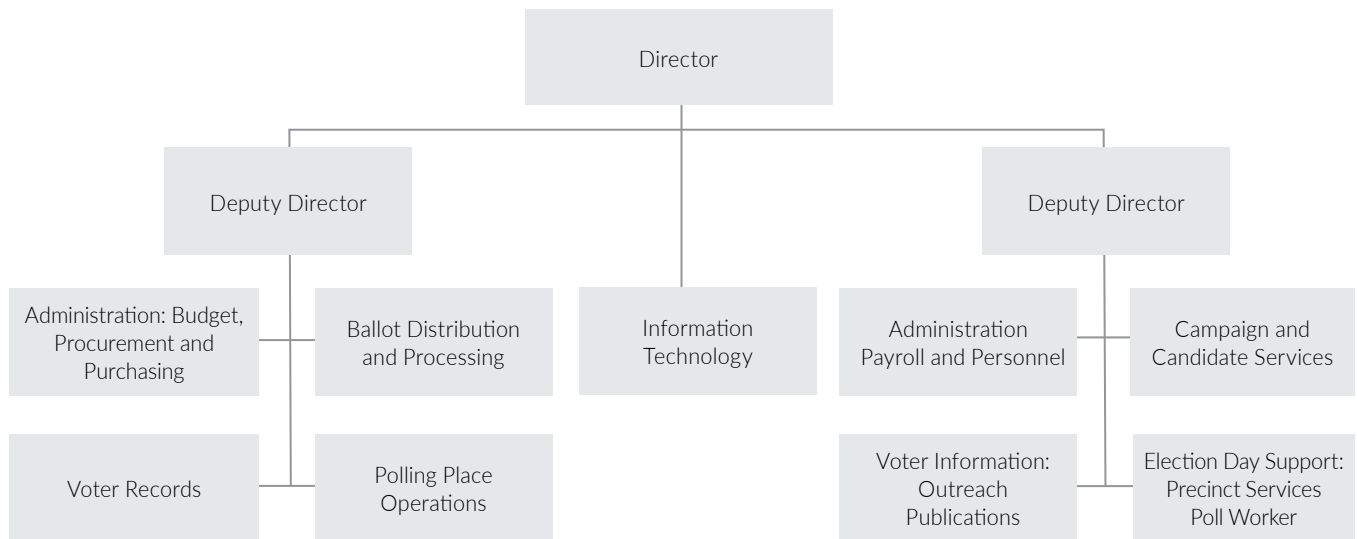 Director
Deputy Director
Deputy Director
Administration: Budget,
Procurement and
Purchasing
Ballot Distribution
and Processing
Information
Technology
Administration
Payroll and Personnel
Campaign and
Candidate Services
Voter Records
Polling Place
Operations
Voter Information:
Outreach
Publications
Election Day Support:
Precinct Services
Poll Worker